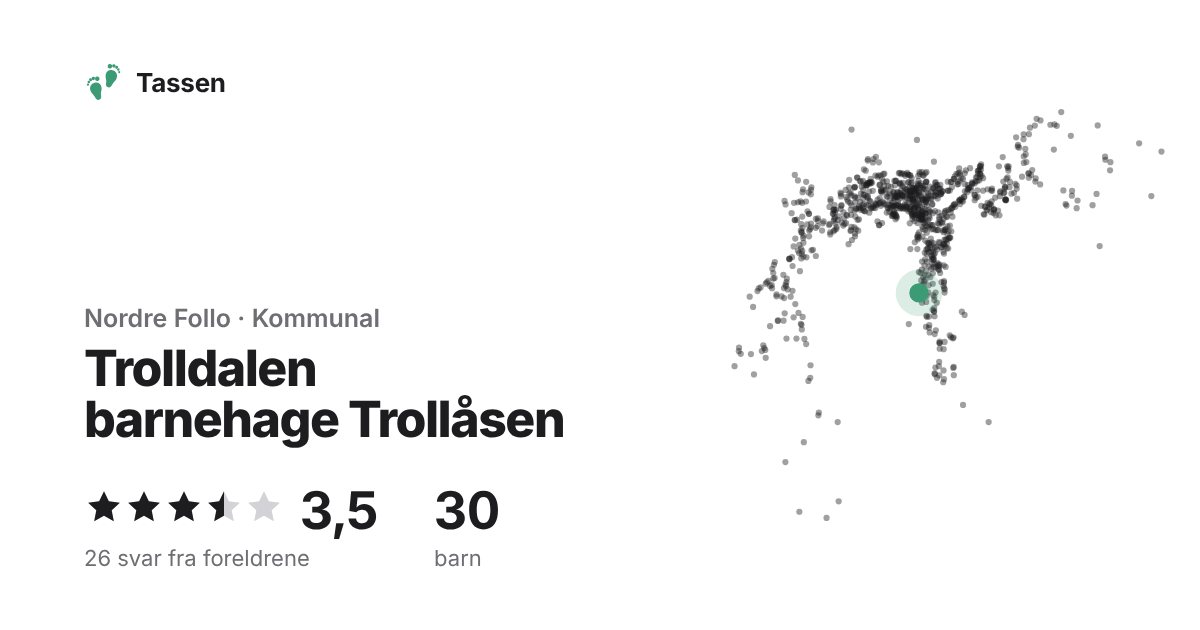 Tassen
Nordre Follo · Kommunal
Trolldalen
barnehage Trollåsen
3,5
30
26 svar fra foreldrene
barn